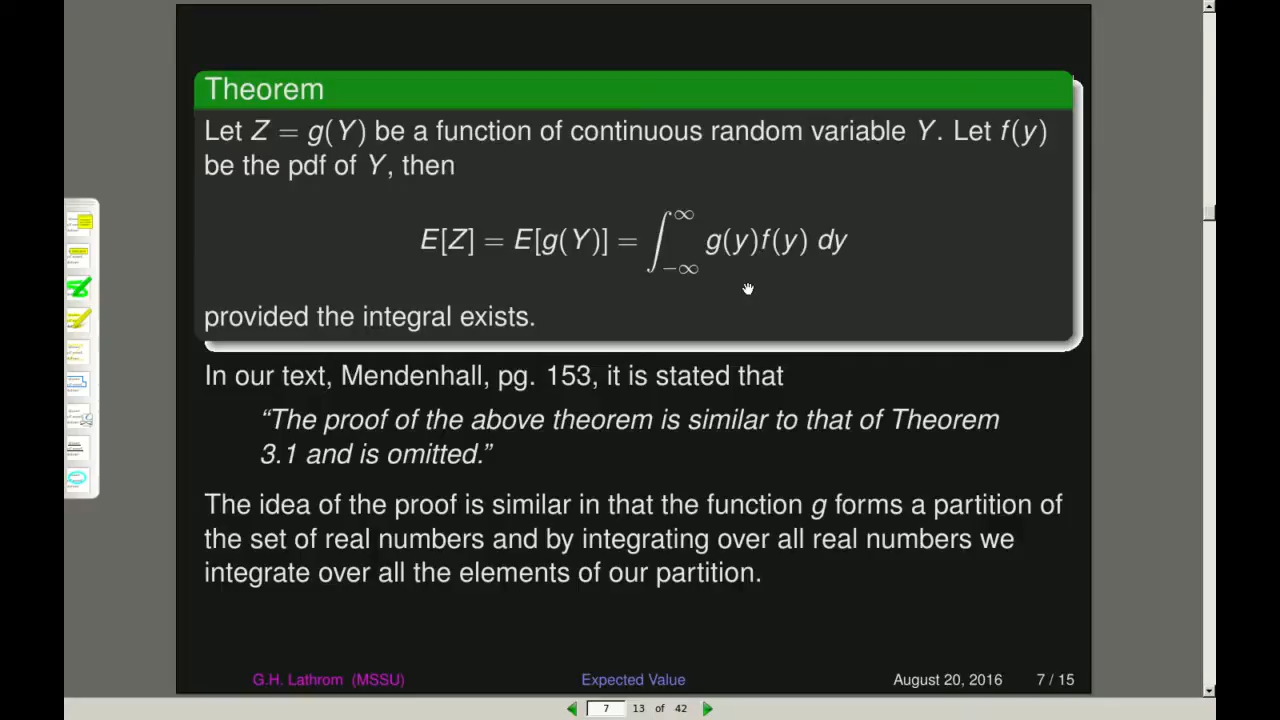 Theorem
Let Z = g(Y) be a function of continuous random variable Y. Let f(y)
be the pdf of Y, then
E[Z] = E[g(Y)] = ∫_{−∞}^{∞} g(y)f(y) dy
provided the integral exists.
In our text, Mendenhall, pg. 153, it is stated that
“The proof of the above theorem is similar to that of Theorem
3.1 and is omitted.”
The idea of the proof is similar in that the function g forms a partition of
the set of real numbers and by integrating over all real numbers we
integrate over all the elements of our partition.
G.H. Lathrom (MSSU) Expected Value August 20, 2016 7 / 15
7 13 of 42